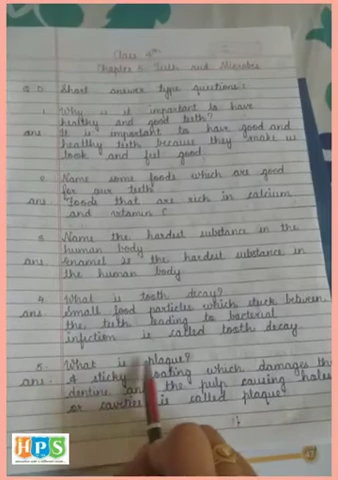 Class 4th
Chapter 5 Teeth and Microbes
Q D. Short answer type questions:
1. Why is it important to have
healthy and good teeth?
ans It is important to have good and
healthy teeth because they make us
look and feel good.
Name some foods which are good
for our teeth
ans Foods that are rich in calcium
and vitamin C
3. Name the hardest substance in the
human body
ans Enamel is the hardest substance in
the human body
4. What is tooth decay?
ans. Small food particles which stuck between
the teeth leading to bacterial
infection is called tooth decay.
5. What is plaque?
ans. A sticky coating which damages the
dentine and the pulp causing holes
or cavities is called plaque
HPS
47